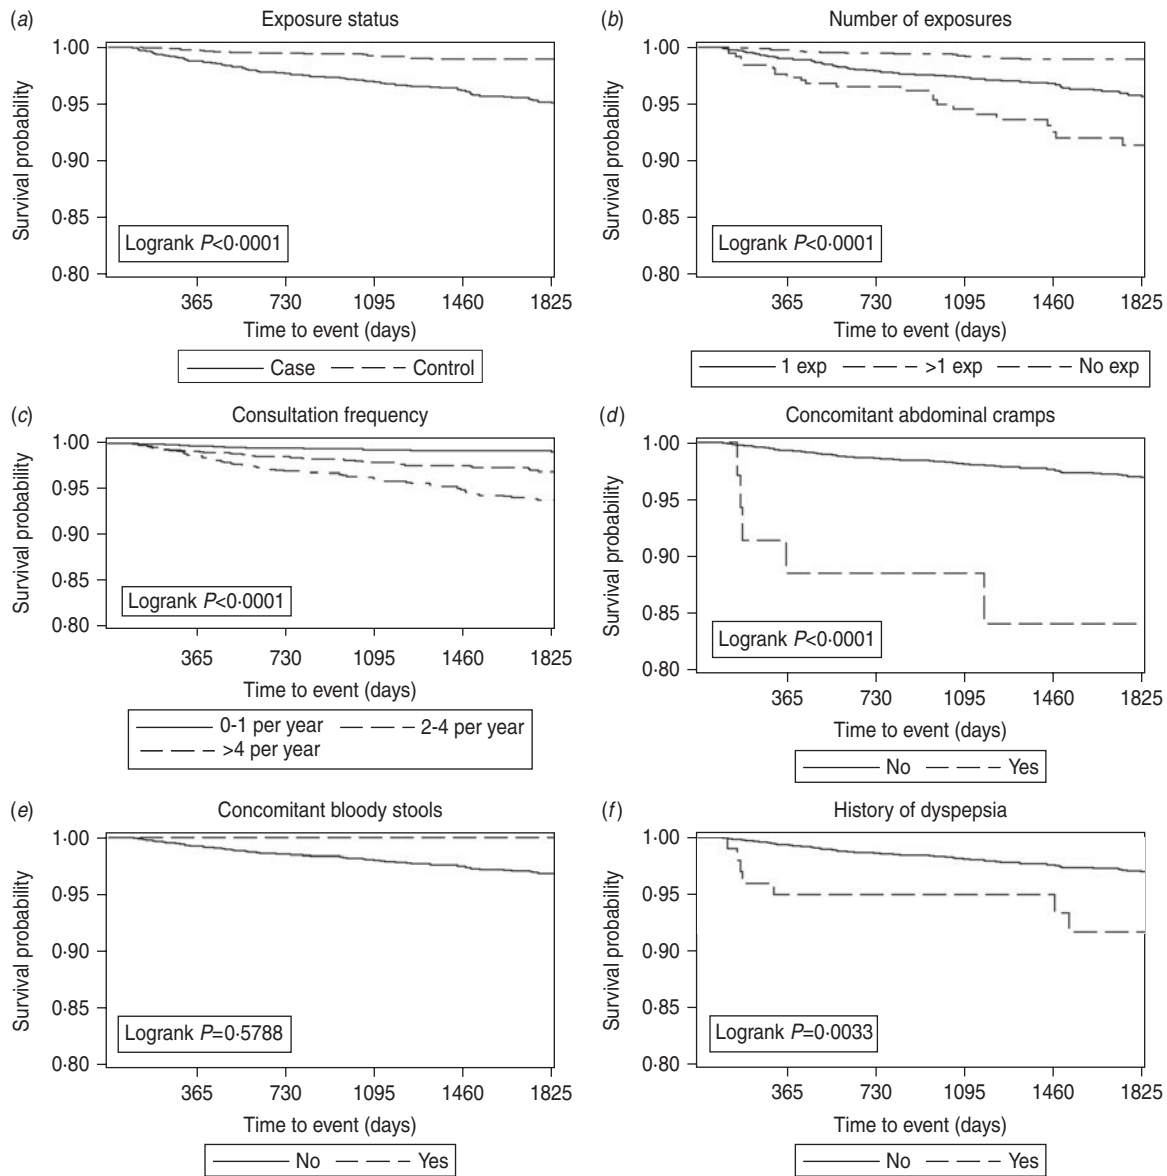 (a) Exposure status
1·00
0·95
0·90
0·85
0·80
Survival probability
Logrank P<0·0001
365 730 1095 1460 1825
Time to event (days)
Case Control
(b) Number of exposures
1·00
0·95
0·90
0·85
0·80
Survival probability
Logrank P<0·0001
365 730 1095 1460 1825
Time to event (days)
1 exp >1 exp No exp
(c) Consultation frequency
1·00
0·95
0·90
0·85
0·80
Survival probability
Logrank P<0·0001
365 730 1095 1460 1825
Time to event (days)
0-1 per year 2-4 per year
>4 per year
(d) Concomitant abdominal cramps
1·00
0·95
0·90
0·85
0·80
Survival probability
Logrank P<0·0001
365 730 1095 1460 1825
Time to event (days)
No Yes
(e) Concomitant bloody stools
1·00
0·95
0·90
0·85
0·80
Survival probability
Logrank P=0·5788
365 730 1095 1460 1825
Time to event (days)
No Yes
(f) History of dyspepsia
1·00
0·95
0·90
0·85
0·80
Survival probability
Logrank P=0·0033
365 730 1095 1460 1825
Time to event (days)
No Yes